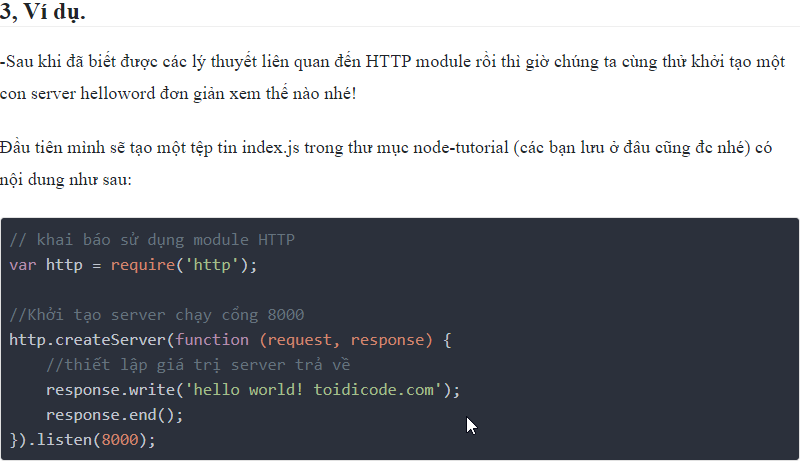 3, Ví dụ.
-Sau khi đã biết được các lý thuyết liên quan đến HTTP module rồi thì giờ chúng ta cùng thử khởi tạo một
con server helloword đơn giản xem thế nào nhé!
Đầu tiên mình sẽ tạo một tệp tin index.js trong thư mục node-tutorial (các bạn lưu ở đâu cũng đc nhé) có
nội dung như sau:
// khai báo sử dụng module HTTP
var http = require('http');
//Khởi tạo server chạy cổng 8000
http.createServer(function (request, response) {
    //thiết lập giá trị server trả về
    response.write('hello world! toidicode.com');
    response.end();
}).listen(8000);